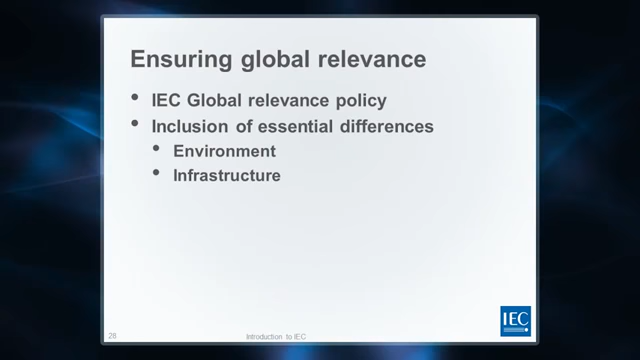 Ensuring global relevance
• IEC Global relevance policy
• Inclusion of essential differences
• Environment
• Infrastructure
28
Introduction to IEC
IEC